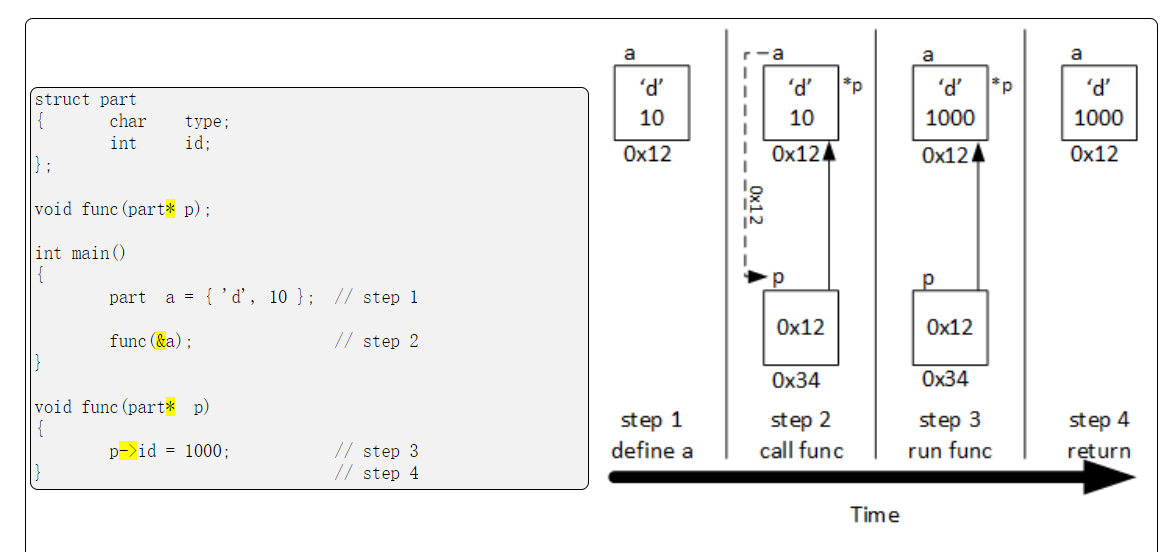 struct part
{ char type;
int id;
};
void func(part* p);
int main()
{
part a = { 'd', 10 }; // step 1
func(&a); // step 2
}
void func(part* p)
{
p->id = 1000; // step 3
} // step 4
a
‘d’
10
0x12
step 1
define a
a
‘d’ *p
10
0x12
0x12
p
0x12
0x34
step 2
call func
a
‘d’ *p
1000
0x12
p
0x12
0x34
step 3
run func
a
‘d’
1000
0x12
step 4
return
Time